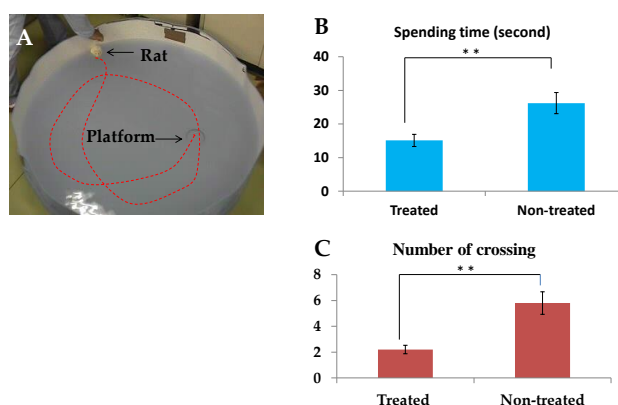 A
Rat
Platform
B
Spending time (second)
**
40
30
20
10
0
Treated Non-treated
C
Number of crossing
**
8
6
4
2
0
Treated Non-treated